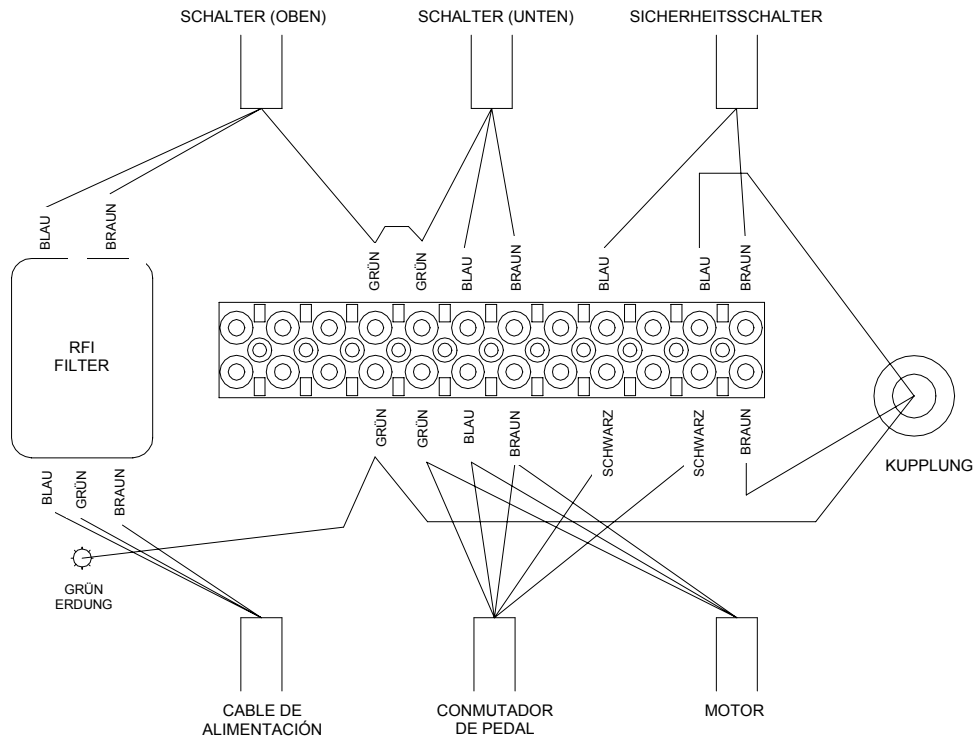 SCHALTER (OBEN)
SCHALTER (UNTEN)
SICHERHEITSSCHALTER
BLAU
BRAUN
GRÜN
GRÜN
BLAU
BRAUN
BLAU
BLAU
BRAUN
RFI
FILTER
GRÜN
GRÜN
BLAU
BRAUN
SCHWARZ
SCHWARZ
BRAUN
KUPPLUNG
BLAU
GRÜN
BRAUN
GRÜN
ERDUNG
CABLE DE
ALIMENTACIÓN
CONMUTADOR
DE PEDAL
MOTOR